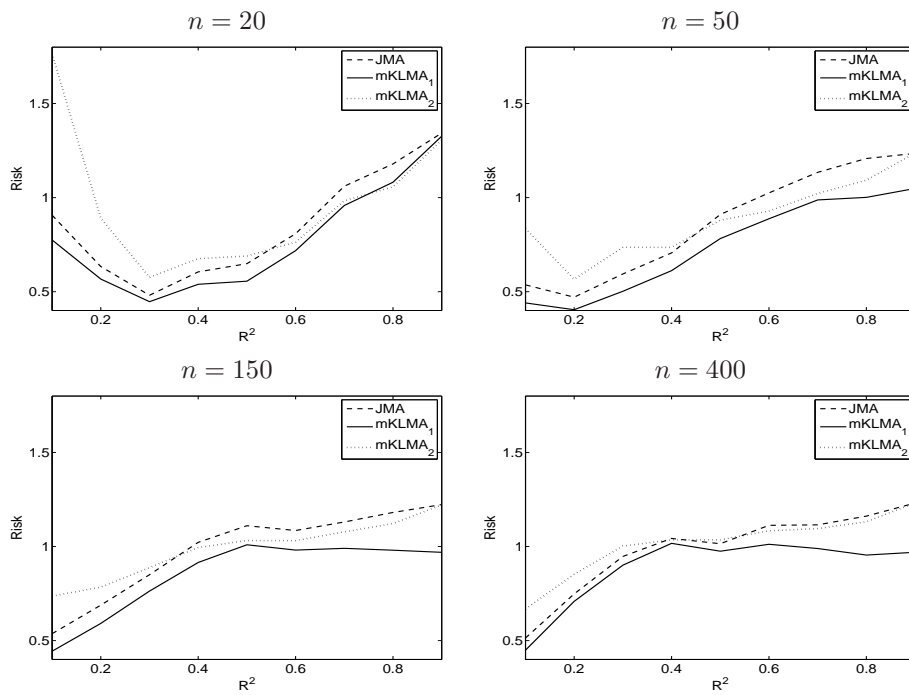 n = 20
JMA
mKLMA₁
mKLMA₂
1.5
1
0.5
Risk
0.2 0.4 0.6 0.8
R²
n = 50
JMA
mKLMA₁
mKLMA₂
1.5
1
0.5
Risk
0.2 0.4 0.6 0.8
R²
n = 150
JMA
mKLMA₁
mKLMA₂
1.5
1
0.5
Risk
0.2 0.4 0.6 0.8
R²
n = 400
JMA
mKLMA₁
mKLMA₂
1.5
1
0.5
Risk
0.2 0.4 0.6 0.8
R²